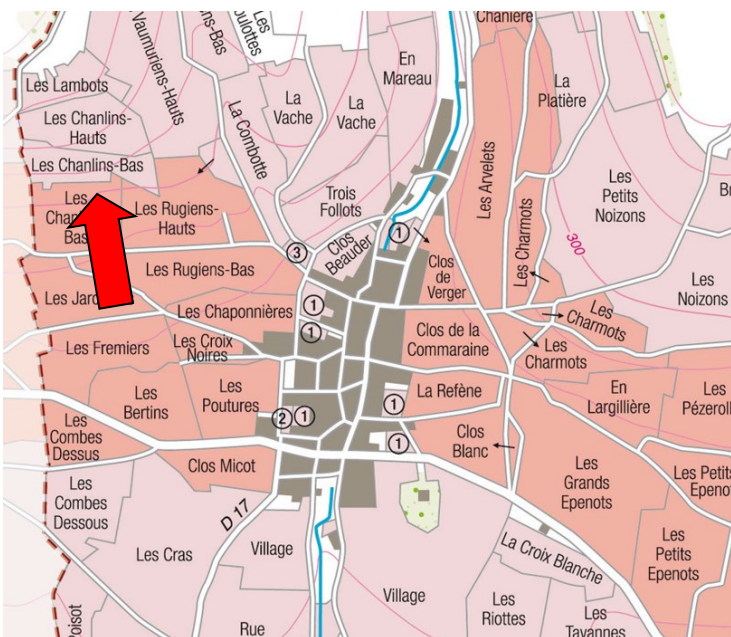 Chanière
Les Lambots
Vaumuriens-Hauts
La Combotte
La
Vache
La
Vache
En
Mareau
La
Platière
Les Chanlins-
Hauts
Les Chanlins-Bas
Les
Bas
Les Rugiens-
Hauts
Trois
Follots
Clos
Beauder
Les Arvelets
Les Charmots
Les
Petits
Noizons
300
1
3
Clos
de
Verger
Les Rugiens-Bas
Les
Noizons
Les Chaponnières
1
1
Les
Charmots
Les Fremiers
Les Croix
Noires
Clos de la
Commaraine
Les
Charmots
Les
Bertins
Les
Poutures
La Refène
En
Largillière
Les
2
1
1
1
Les
Combes
Dessus
Clos Micot
Clos
Blanc
Les
Grands
Epenots
Les Petits
Les
Combes
Dessous
D 17
Les Cras
Village
La Croix Blanche
Les
Petits
Epenots
Village
Les
Riottes
Les
Tavannes
Poisot
Rue